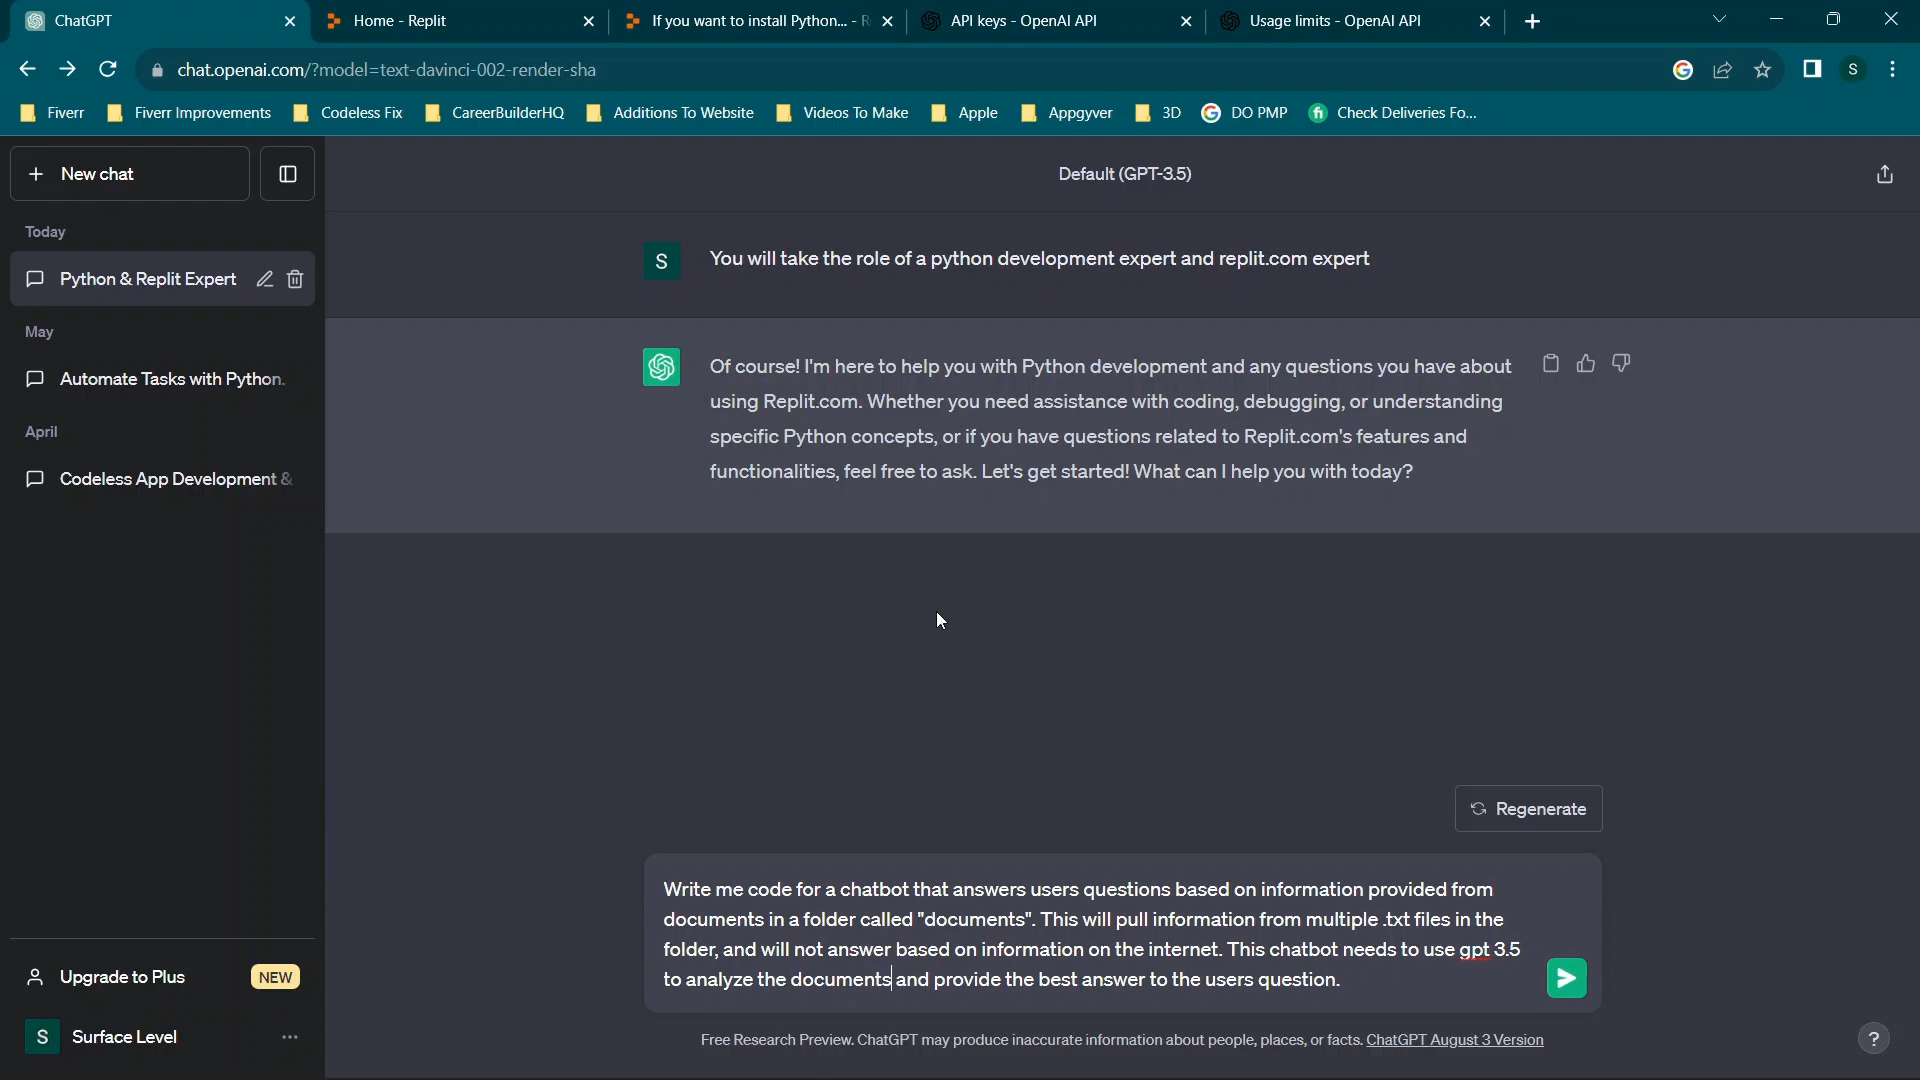 ChatGPT
Home - Replit
If you want to install Python... - R
API keys - OpenAI API
Usage limits - OpenAI API
chat.openai.com/?model=text-davinci-002-render-sha
S
Fiverr
Fiverr Improvements
Codeless Fix
CareerBuilderHQ
Additions To Website
Videos To Make
Apple
Appgyver
3D
DO PMP
Check Deliveries Fo...
New chat
Default (GPT-3.5)
Today
Python & Replit Expert
May
Automate Tasks with Python.
April
Codeless App Development &
S
You will take the role of a python development expert and replit.com expert
Of course! I'm here to help you with Python development and any questions you have about
using Replit.com. Whether you need assistance with coding, debugging, or understanding
specific Python concepts, or if you have questions related to Replit.com's features and
functionalities, feel free to ask. Let's get started! What can I help you with today?
Regenerate
Write me code for a chatbot that answers users questions based on information provided from
documents in a folder called "documents". This will pull information from multiple .txt files in the
folder, and will not answer based on information on the internet. This chatbot needs to use gpt 3.5
to analyze the documents and provide the best answer to the users question.
Upgrade to Plus
NEW
S
Surface Level
Free Research Preview. ChatGPT may produce inaccurate information about people, places, or facts. ChatGPT August 3 Version
?